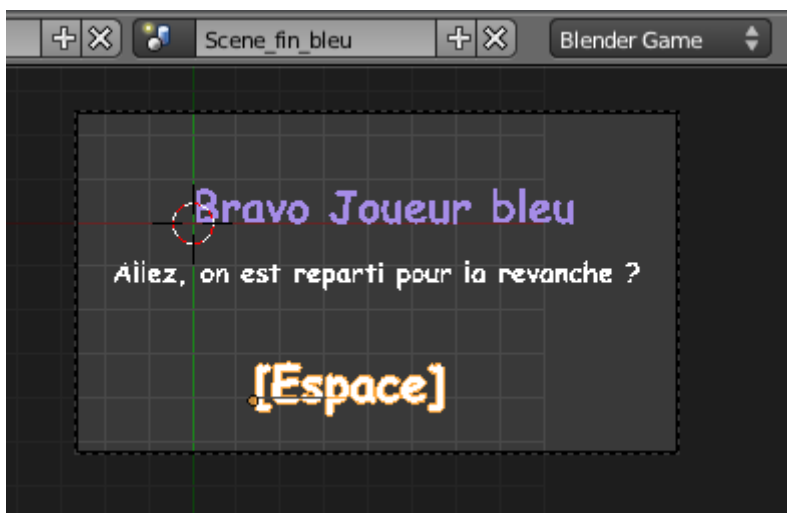 Scene_fin_bleu
Blender Game
Bravo Joueur bleu
Allez, on est reparti pour la revanche ?
[Espace]